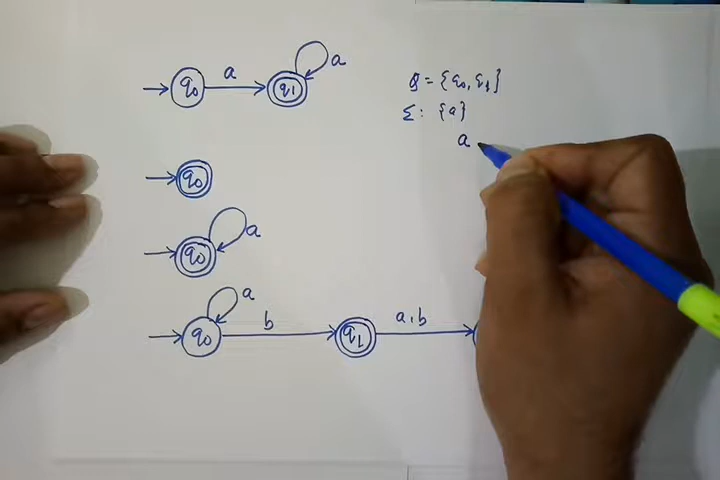 a
a
q0
q1
Q = {q0, q1}
Σ : {a}
a
q0
a
q0
a
q0
b
q1
a,b